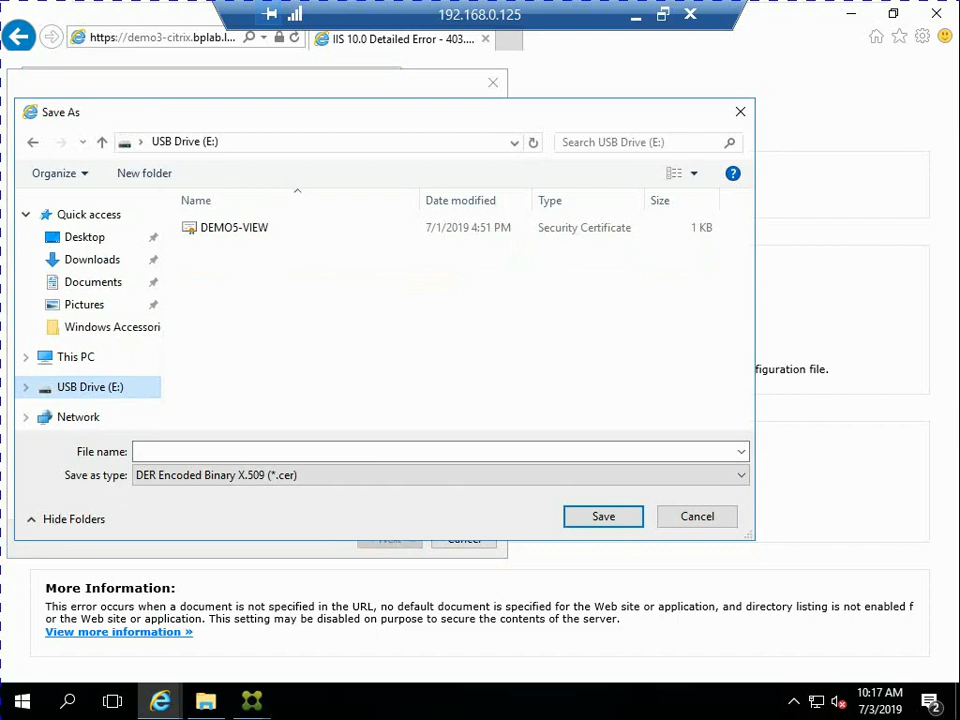 192.168.0.125
https://demo3-citrix.bplab.l...
IIS 10.0 Detailed Error - 403....
Save As
USB Drive (E:)
Search USB Drive (E:)
Organize
New folder
Name
Date modified
Type
Size
Quick access
DEMO5-VIEW
7/1/2019 4:51 PM
Security Certificate
1 KB
Desktop
Downloads
Documents
Pictures
Windows Accessori
This PC
figuration file.
USB Drive (E:)
Network
File name:
Save as type:
DER Encoded Binary X.509 (*.cer)
Hide Folders
Save
Cancel
Cancel
More Information:
This error occurs when a document is not specified in the URL, no default document is specified for the Web site or application, and directory listing is not enabled f
or the Web site or application. This setting may be disabled on purpose to secure the contents of the server.
View more information »
10:17 AM
7/3/2019
2